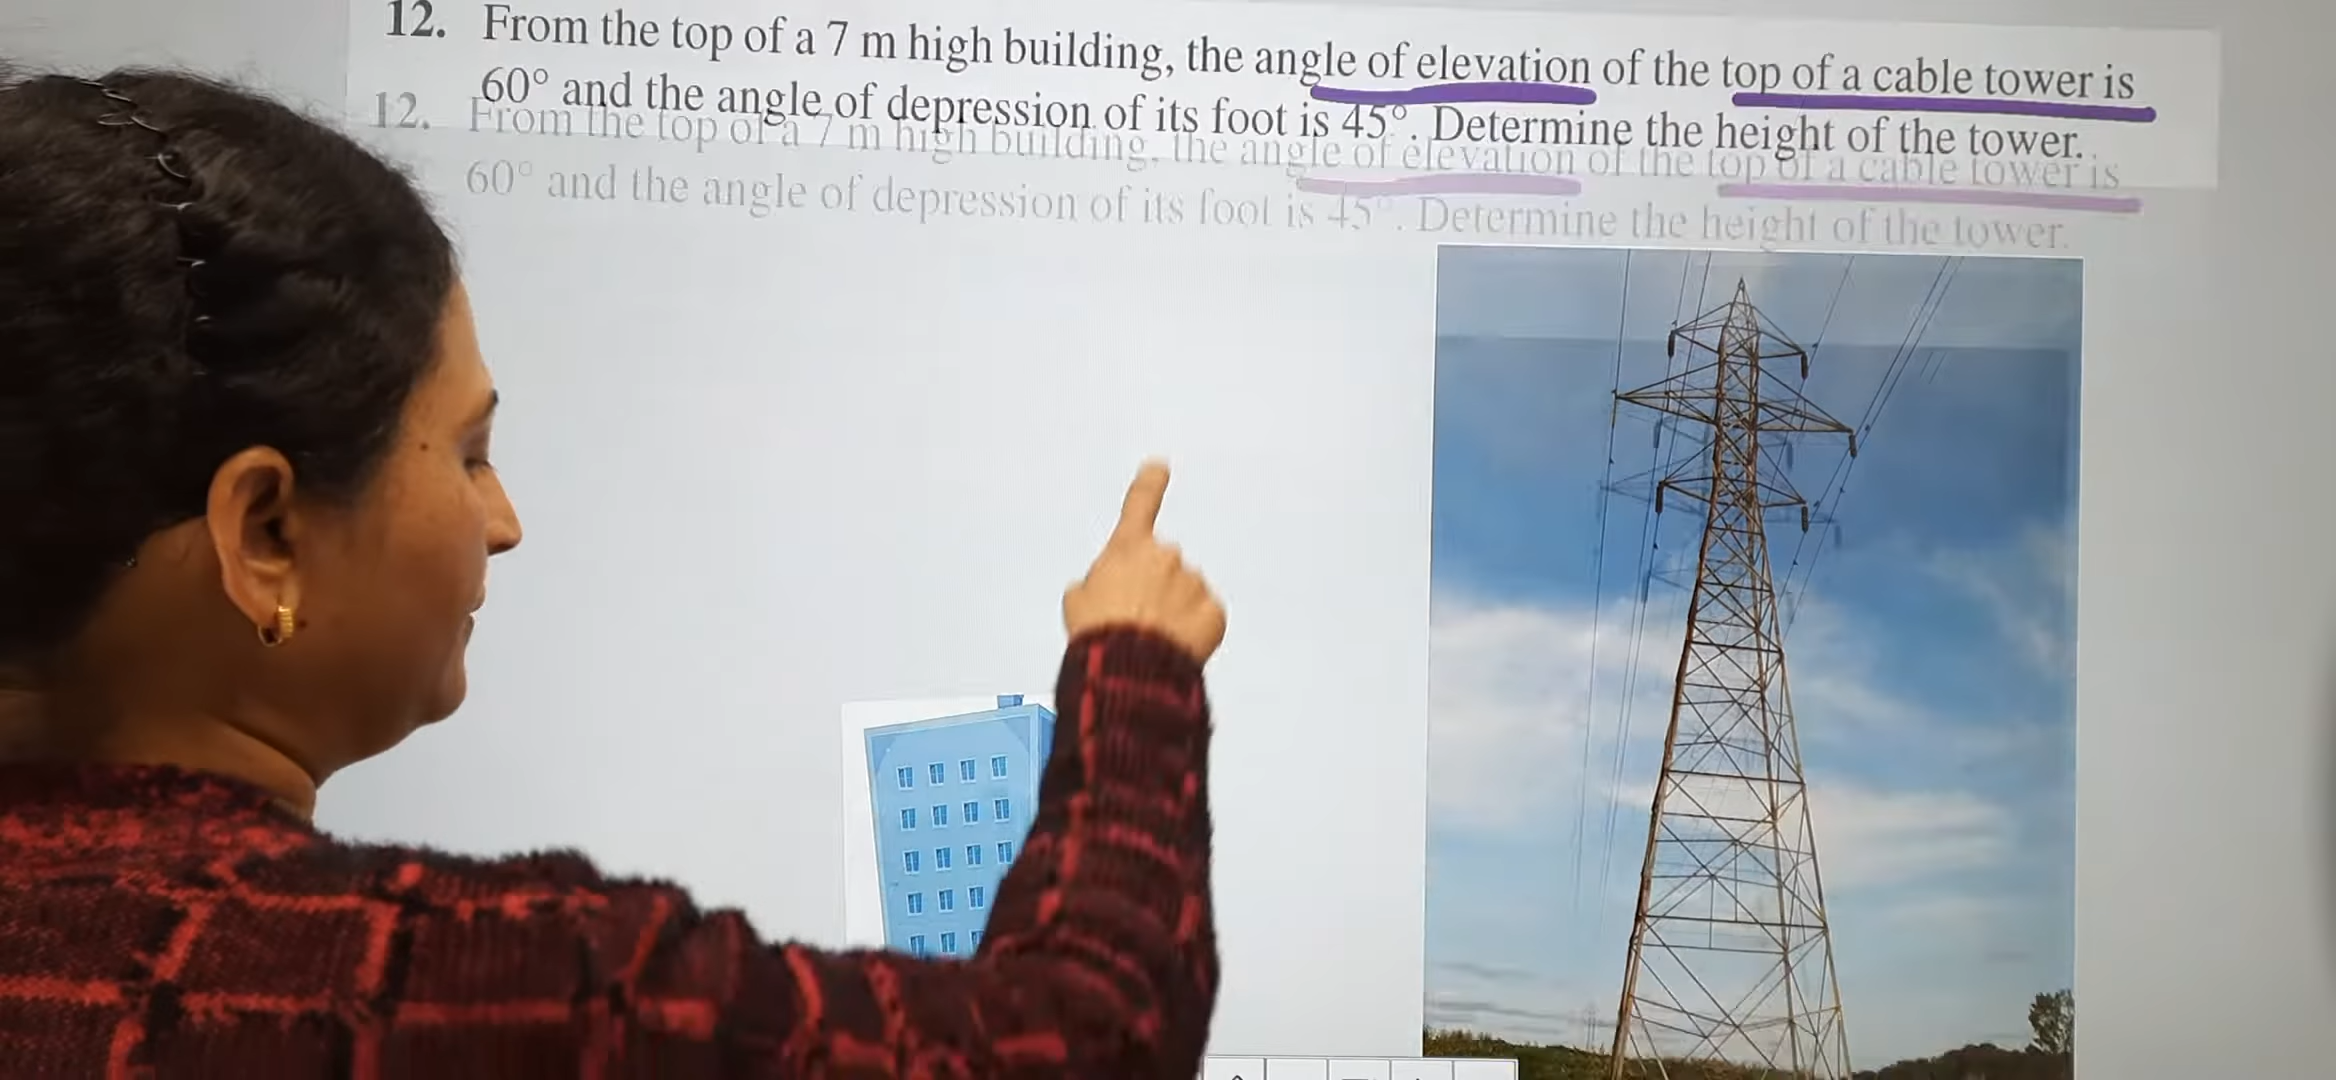 12. From the top of a 7 m high building, the angle of elevation of the top of a cable tower is
60° and the angle of depression of its foot is 45°. Determine the height of the tower.
12. From the top of a 7 m high building, the angle of elevation of the top of a cable tower is
60° and the angle of depression of its foot is 45°. Determine the height of the tower.